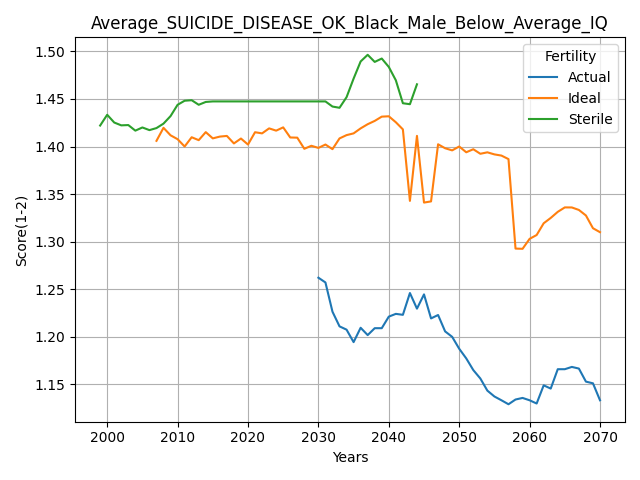 Average_SUICIDE_DISEASE_OK_Black_Male_Below_Average_IQ
Fertility
Actual
Ideal
Sterile
Score(1-2)
1.50
1.45
1.40
1.35
1.30
1.25
1.20
1.15
2000 2010 2020 2030 2040 2050 2060 2070
Years